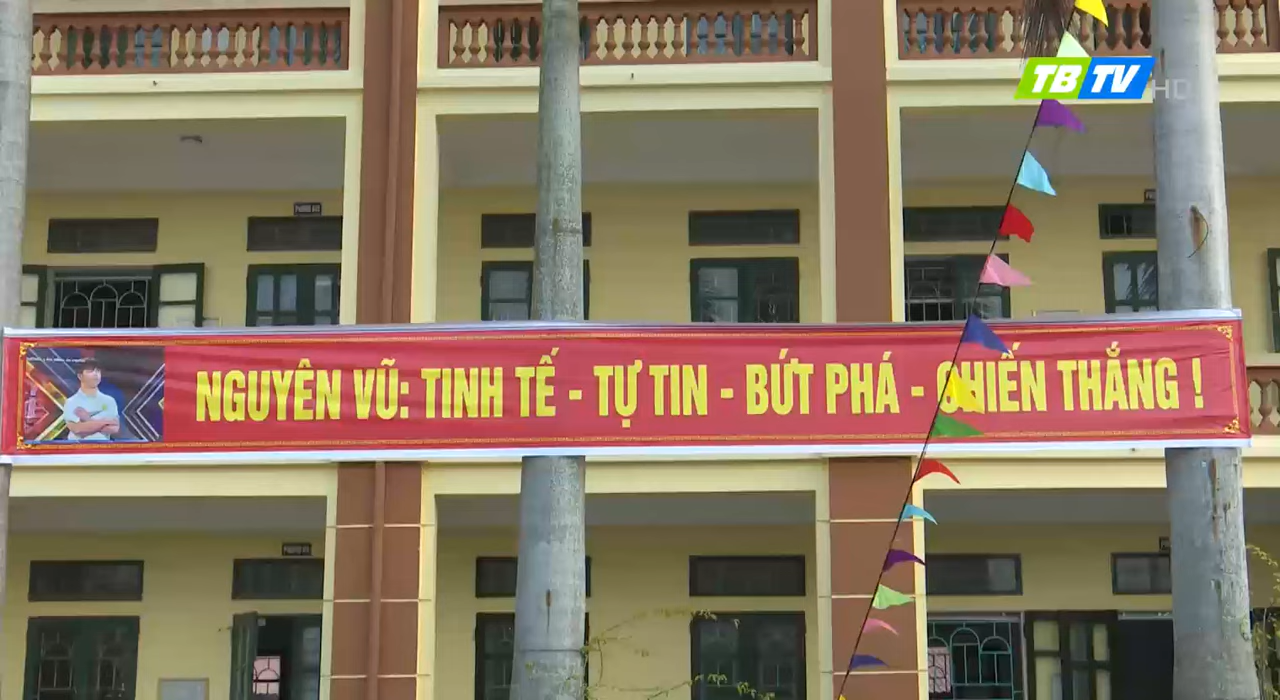 TBTV HD
NGUYÊN VŨ: TINH TẾ - TỰ TIN - BỨT PHÁ - CHIẾN THẮNG !